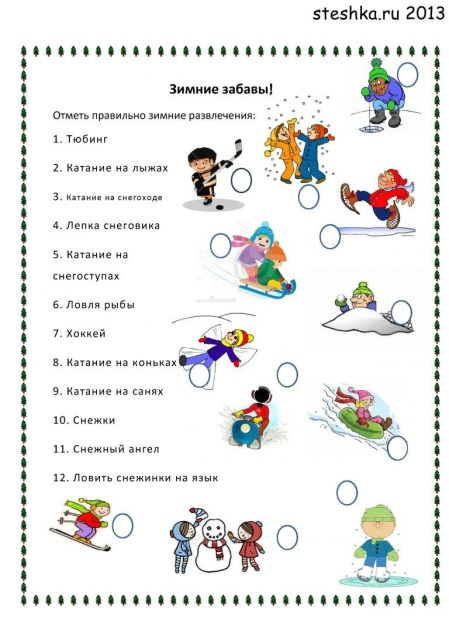 steshka.ru 2013
Зимние забавы!
Отметь правильно зимние развлечения:
1. Тюбинг
2. Катание на лыжах
3. Катание на снегоходе
4. Лепка снеговика
5. Катание на
снегоступах
6. Ловля рыбы
7. Хоккей
8. Катание на коньках
9. Катание на санях
10. Снежки
11. Снежный ангел
12. Ловить снежинки на язык